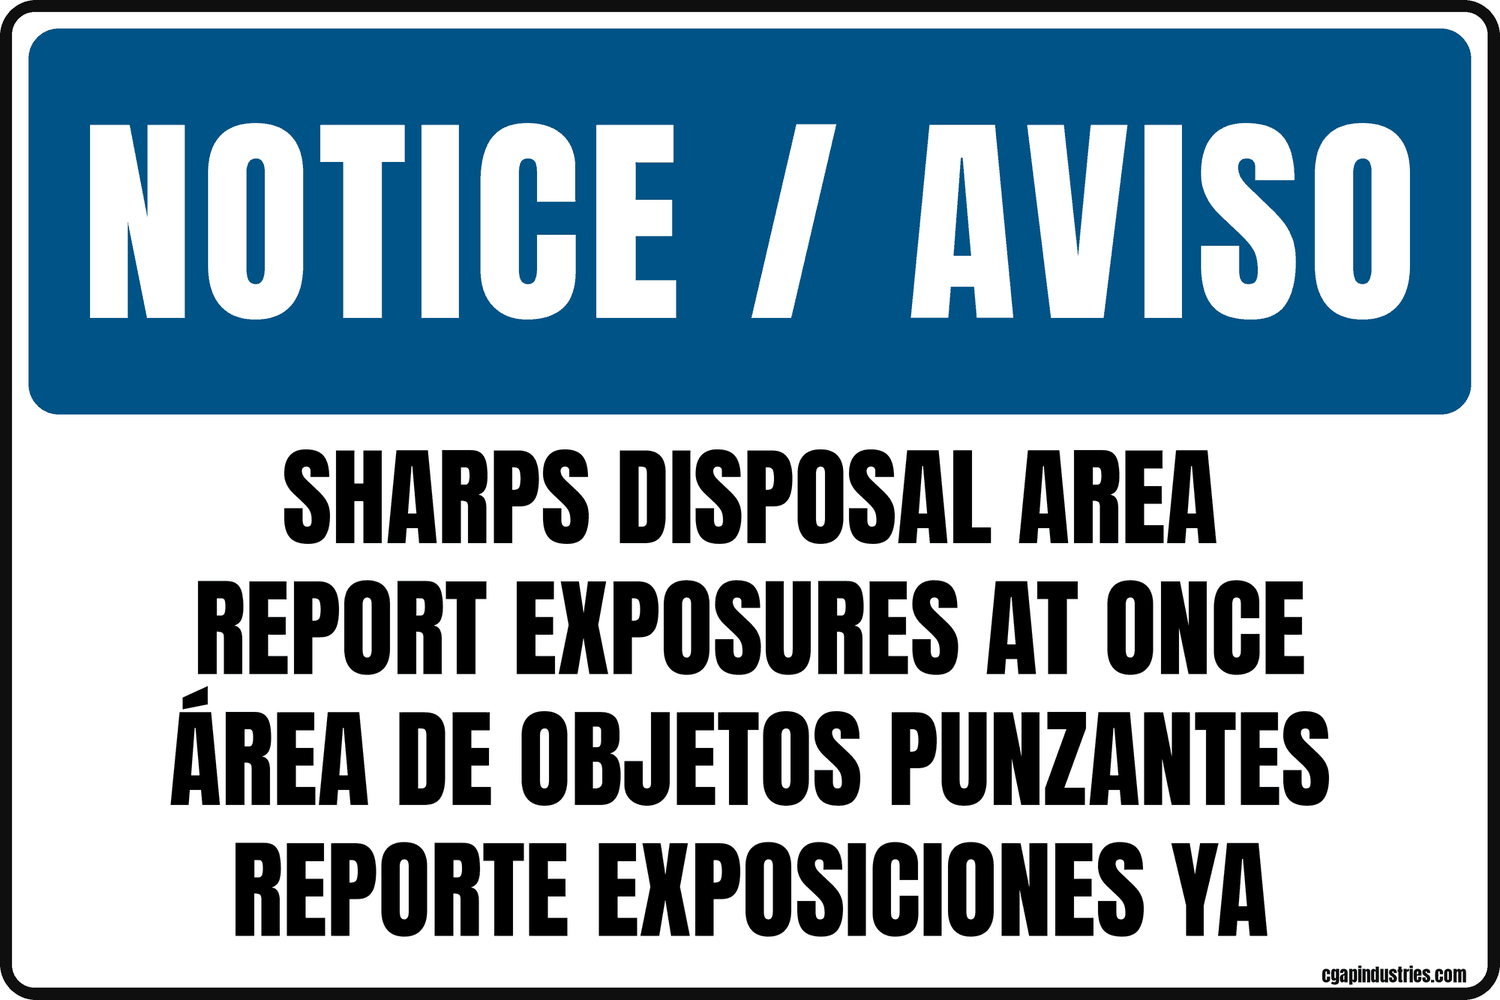 NOTICE / AVISO
SHARPS DISPOSAL AREA
REPORT EXPOSURES AT ONCE
ÁREA DE OBJETOS PUNZANTES
REPORTE EXPOSICIONES YA
cgapindustries.com